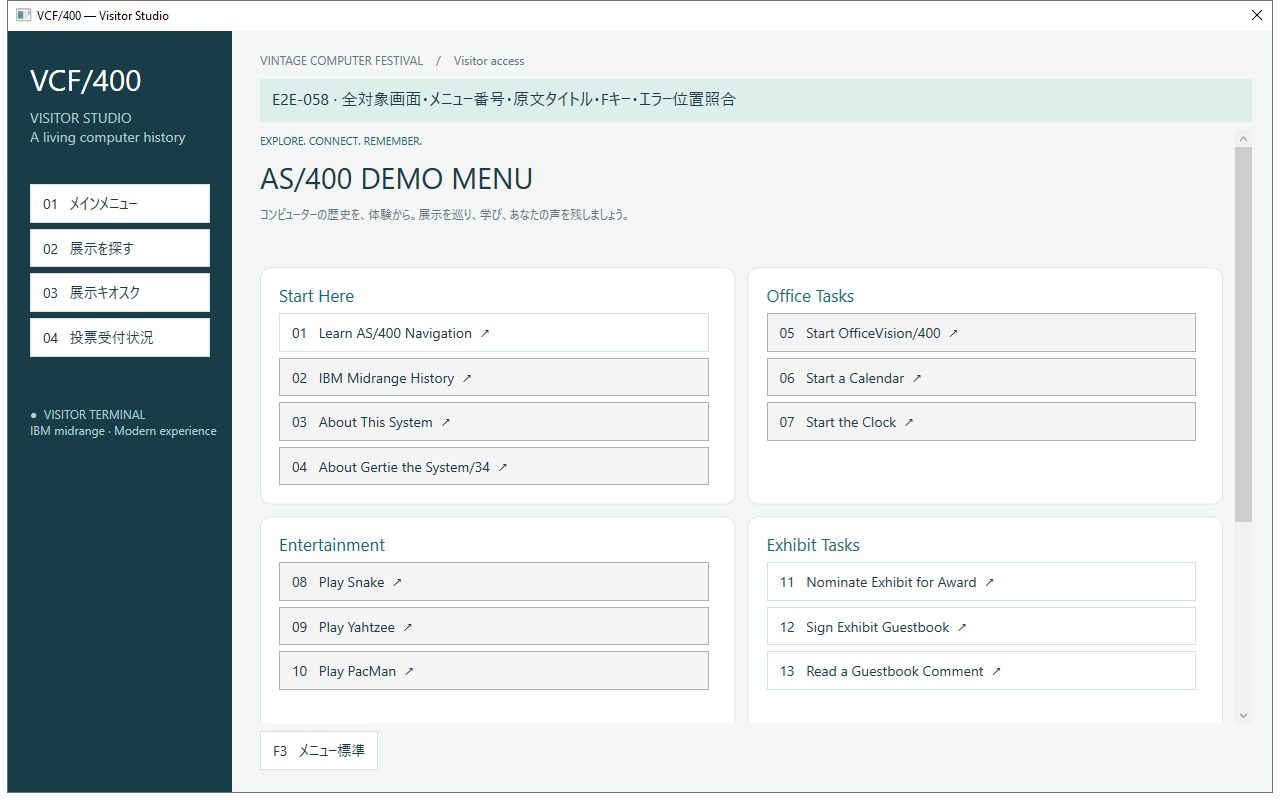 VCF/400 — Visitor Studio
VCF/400
VISITOR STUDIO
A living computer history
01 メインメニュー
02 展示を探す
03 展示キオスク
04 投票受付状況
● VISITOR TERMINAL
IBM midrange · Modern experience
VINTAGE COMPUTER FESTIVAL / Visitor access
E2E-058 · 全対象画面・メニュー番号・原文タイトル・Fキー・エラー位置照合
EXPLORE. CONNECT. REMEMBER.
AS/400 DEMO MENU
コンピューターの歴史を、体験から。展示を巡り、学び、あなたの声を残しましょう。
Start Here
01 Learn AS/400 Navigation ↗
02 IBM Midrange History ↗
03 About This System ↗
04 About Gertie the System/34 ↗
Office Tasks
05 Start OfficeVision/400 ↗
06 Start a Calendar ↗
07 Start the Clock ↗
Entertainment
08 Play Snake ↗
09 Play Yahtzee ↗
10 Play PacMan ↗
Exhibit Tasks
11 Nominate Exhibit for Award ↗
12 Sign Exhibit Guestbook ↗
13 Read a Guestbook Comment ↗
F3 メニュー標準